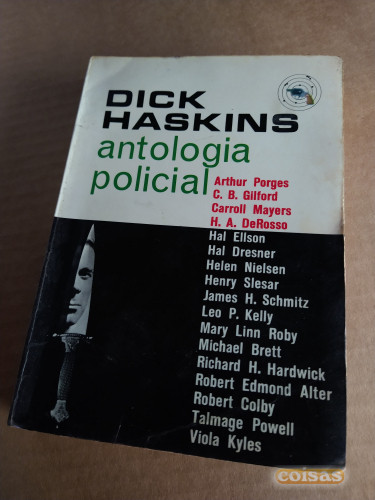 DICK
HASKINS
antologia
policial
Arthur Porges
C. B. Gilford
Carroll Mayers
H. A. DeRosso
Hal Ellson
Hal Dresner
Helen Nielsen
Henry Slesar
James H. Schmitz
Leo P. Kelly
Mary Linn Roby
Michael Brett
Richard H. Hardwick
Robert Edmond Alter
Robert Colby
Talmage Powell
Viola Kyles
coisas